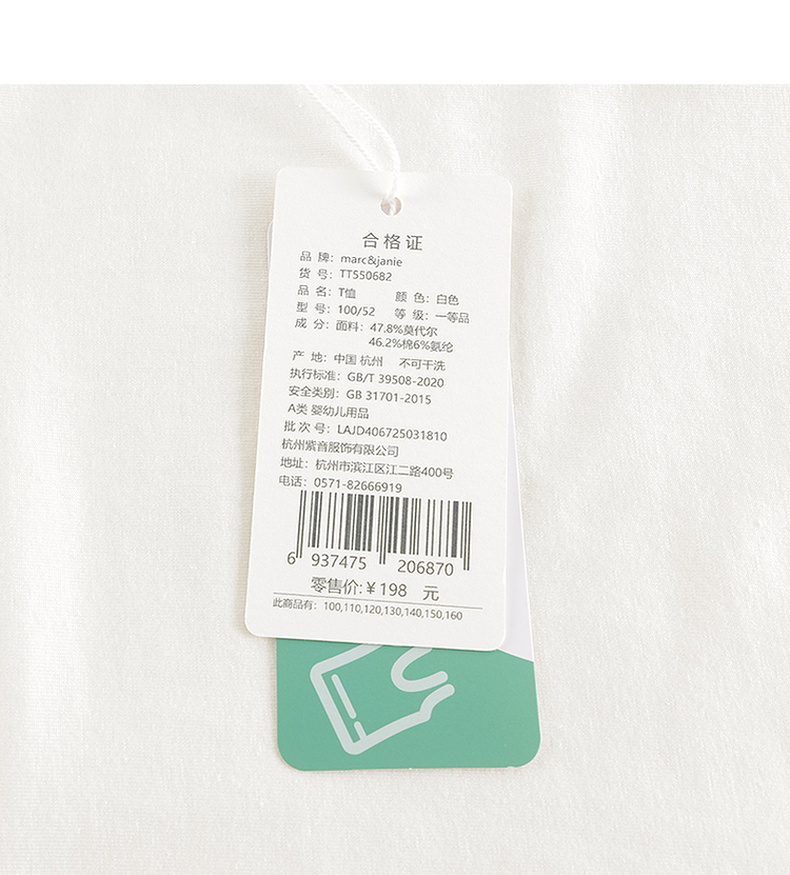 合格证
品 牌: marc&janie
货 号: TT550682
品 名: T恤 颜 色: 白色
型 号: 100/52 等 级: 一等品
成 分: 面料: 47.8%莫代尔
46.2%棉6%氨纶
产 地: 中国 杭州 不可干洗
执行标准: GB/T 39508-2020
安全类别: GB 31701-2015
A类 婴幼儿用品
批 次 号: LAJD406725031810
杭州紫音服饰有限公司
地址: 杭州市滨江区江二路400号
电话: 0571-82666919
6 937475 206870
零售价:￥198 元
此商品有: 100,110,120,130,140,150,160